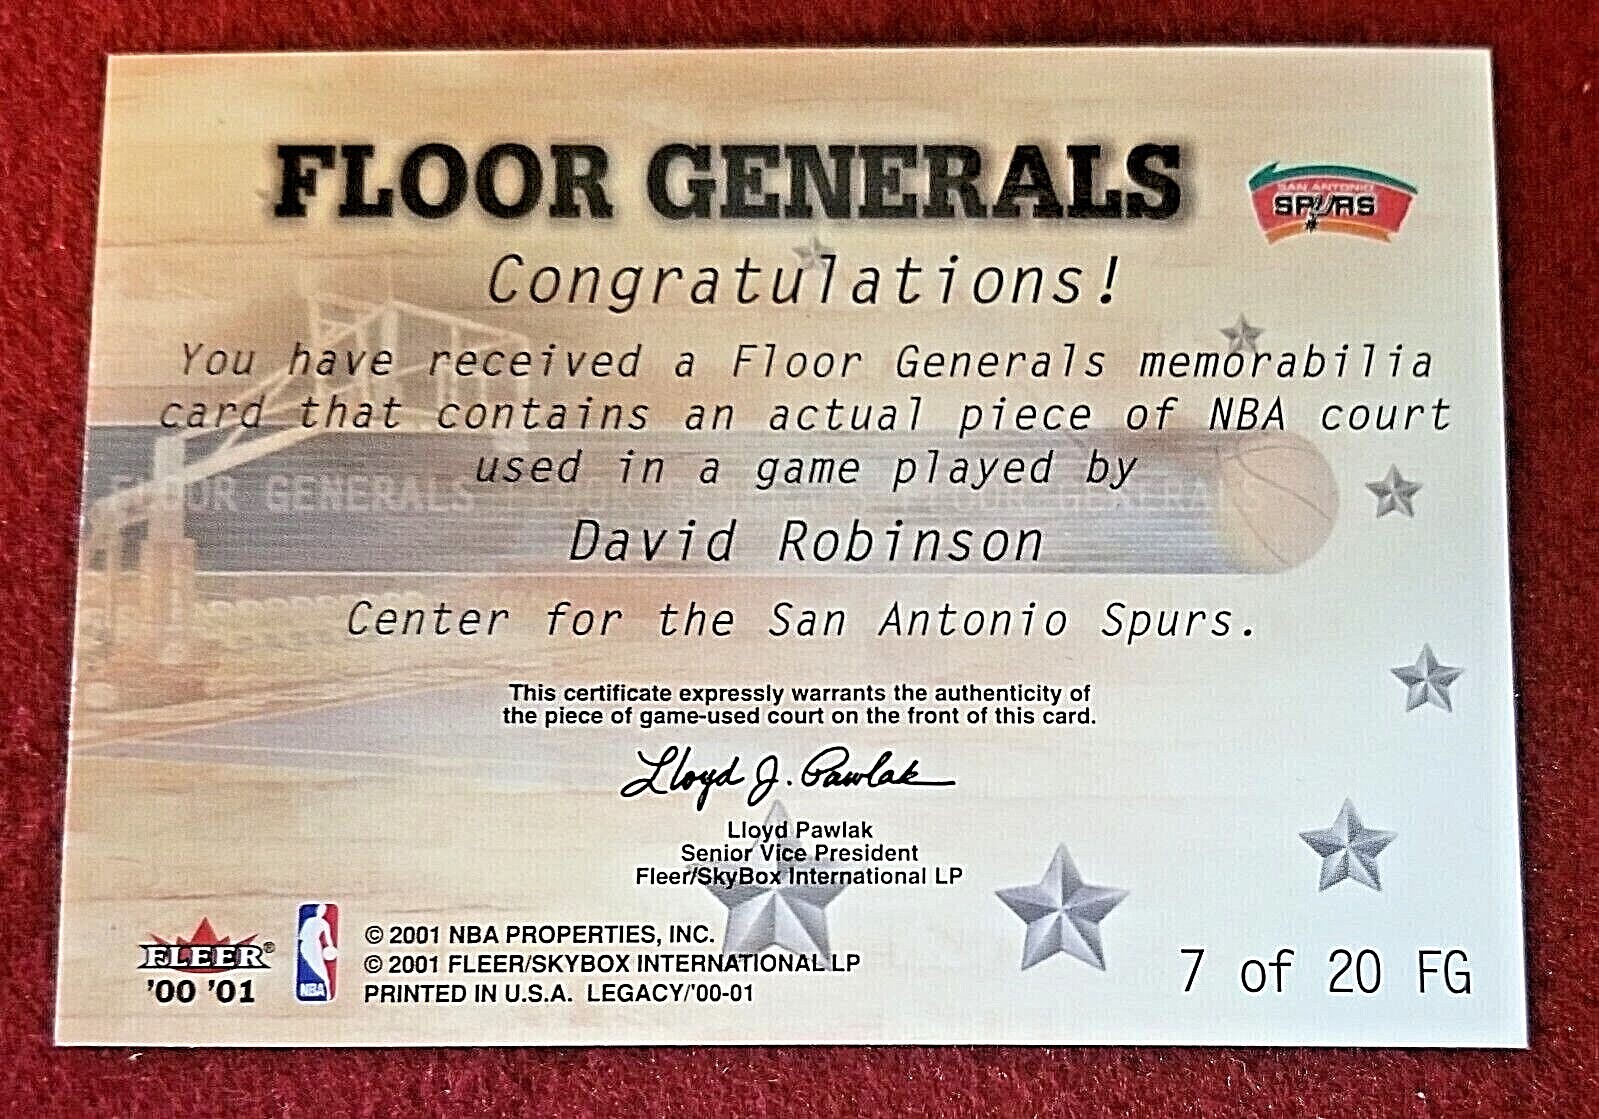 FLOOR GENERALS
SAN ANTONIO
SPURS
Congratulations!
You have received a Floor Generals memorabilia
card that contains an actual piece of NBA court
used in a game played by
FLOOR GENERALS
David Robinson
Center for the San Antonio Spurs.
This certificate expressly warrants the authenticity of
the piece of game-used court on the front of this card.
Lloyd J. Pawlak
Lloyd Pawlak
Senior Vice President
Fleer/SkyBox International LP
FLEER®
'00 '01
NBA
© 2001 NBA PROPERTIES, INC.
© 2001 FLEER/SKYBOX INTERNATIONAL LP
PRINTED IN U.S.A. LEGACY/'00-01
7 of 20 FG